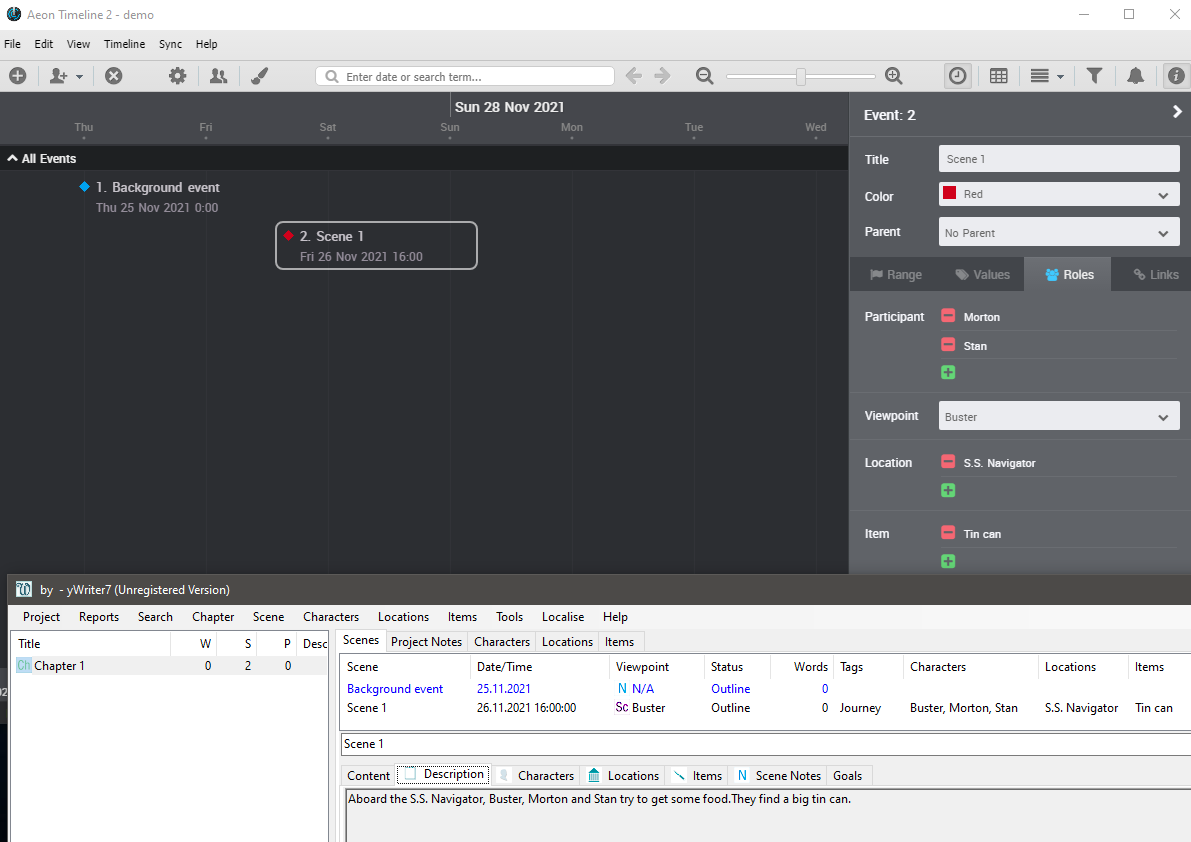 Aeon Timeline 2 - demo
File Edit View Timeline Sync Help
Enter date or search term...
Sun 28 Nov 2021
Thu Fri Sat Sun Mon Tue Wed
All Events
1. Background event
Thu 25 Nov 2021 0:00
2. Scene 1
Fri 26 Nov 2021 16:00
Event: 2
Title Scene 1
Color Red
Parent No Parent
Range Values Roles Links
Participant Morton
Stan
Viewpoint Buster
Location S.S. Navigator
Item Tin can
by - yWriter7 (Unregistered Version)
Project Reports Search Chapter Scene Characters Locations Items Tools Localise Help
Title W S P Desc
Ch Chapter 1 0 2 0
Scenes Project Notes Characters Locations Items
Scene Date/Time Viewpoint Status Words Tags Characters Locations Items
Background event 25.11.2021 N N/A Outline 0
Scene 1 26.11.2021 16:00:00 Sc Buster Outline 0 Journey Buster, Morton, Stan S.S. Navigator Tin can
Scene 1
Content Description Characters Locations Items N Scene Notes Goals
Aboard the S.S. Navigator, Buster, Morton and Stan try to get some food.They find a big tin can.